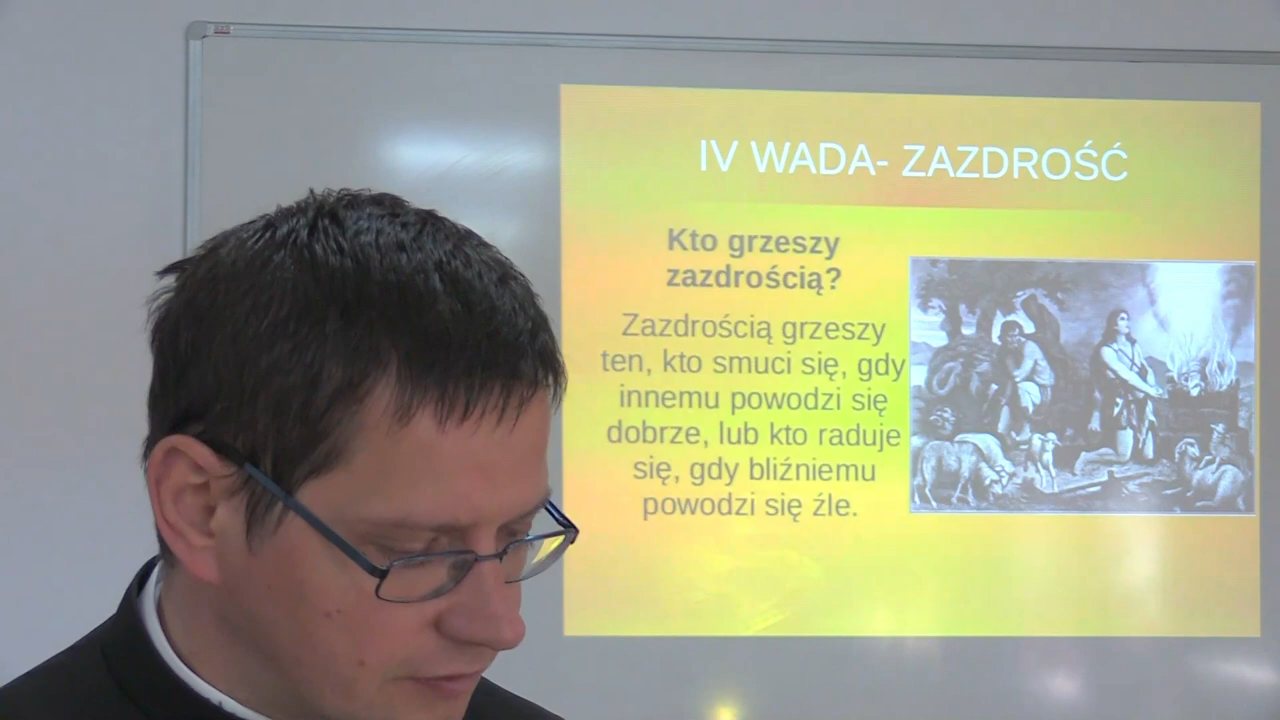 IV WADA- ZAZDROŚĆ
Kto grzeszy
zazdrością?
Zazdrością grzeszy
ten, kto smuci się, gdy
innemu powodzi się
dobrze, lub kto raduje
się, gdy bliźniemu
powodzi się źle.